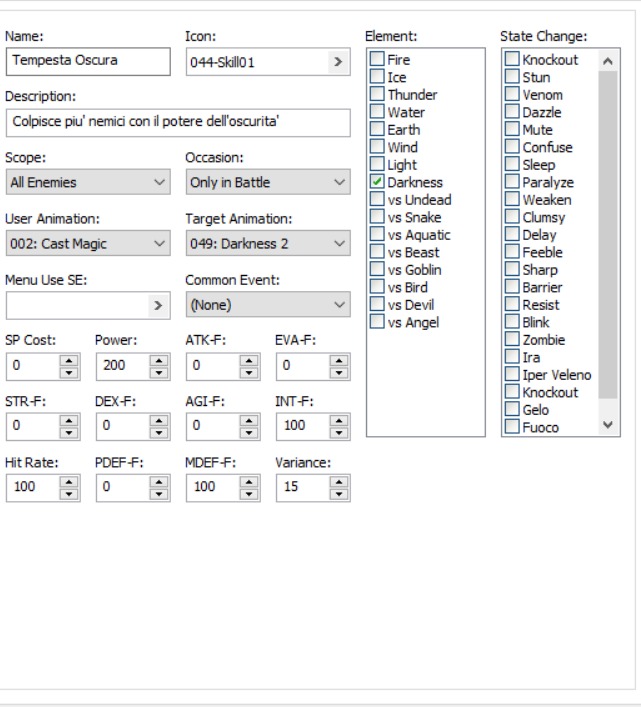 Name: Icon:
Tempesta Oscura 044-Skill01 >
Description:
Colpisce piu' nemici con il potere dell'oscurita'
Scope: Occasion:
All Enemies Only in Battle
User Animation: Target Animation:
002: Cast Magic 049: Darkness 2
Menu Use SE: Common Event:
> (None)
SP Cost: Power: ATK-F: EVA-F:
0 200 0 0
STR-F: DEX-F: AGI-F: INT-F:
0 0 0 100
Hit Rate: PDEF-F: MDEF-F: Variance:
100 0 100 15
Element:
Fire
Ice
Thunder
Water
Earth
Wind
Light
Darkness
vs Undead
vs Snake
vs Aquatic
vs Beast
vs Goblin
vs Bird
vs Devil
vs Angel
State Change:
Knockout
Stun
Venom
Dazzle
Mute
Confuse
Sleep
Paralyze
Weaken
Clumsy
Delay
Feeble
Sharp
Barrier
Resist
Blink
Zombie
Ira
Iper Veleno
Knockout
Gelo
Fuoco